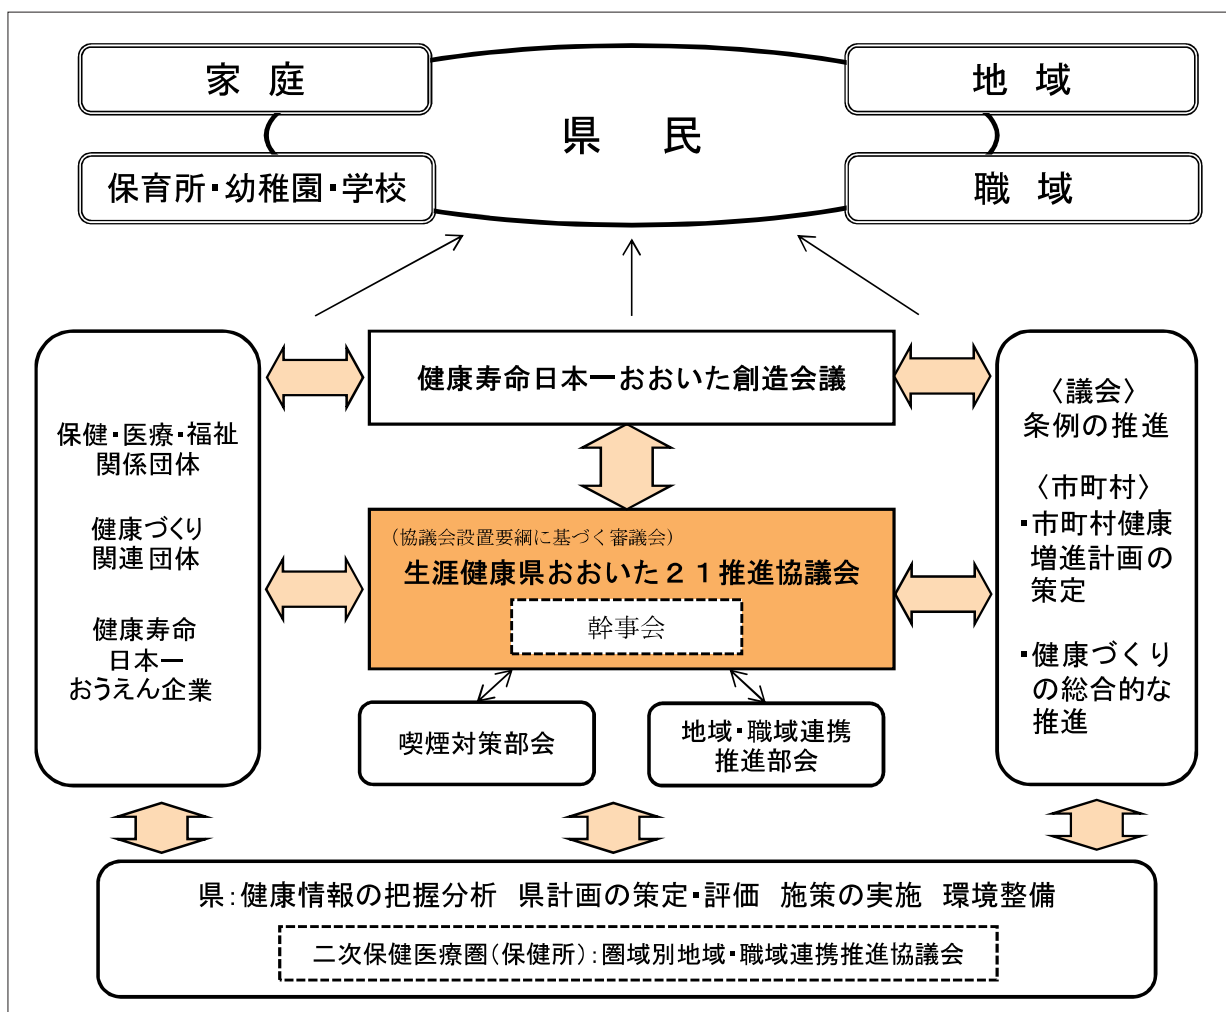 家 庭
地 域
県 民
保育所・幼稚園・学校
職 域
健康寿命日本一おおいた創造会議
保健・医療・福祉
関係団体
健康づくり
関連団体
健康寿命
日本一
おうえん企業
(協議会設置要綱に基づく審議会)
生涯健康県おおいた21推進協議会
幹事会
喫煙対策部会
地域・職域連携
推進部会
〈議会〉
条例の推進
〈市町村〉
・市町村健康
増進計画の
策定
・健康づくり
の総合的な
推進
県:健康情報の把握分析 県計画の策定・評価 施策の実施 環境整備
二次保健医療圏(保健所):圏域別地域・職域連携推進協議会